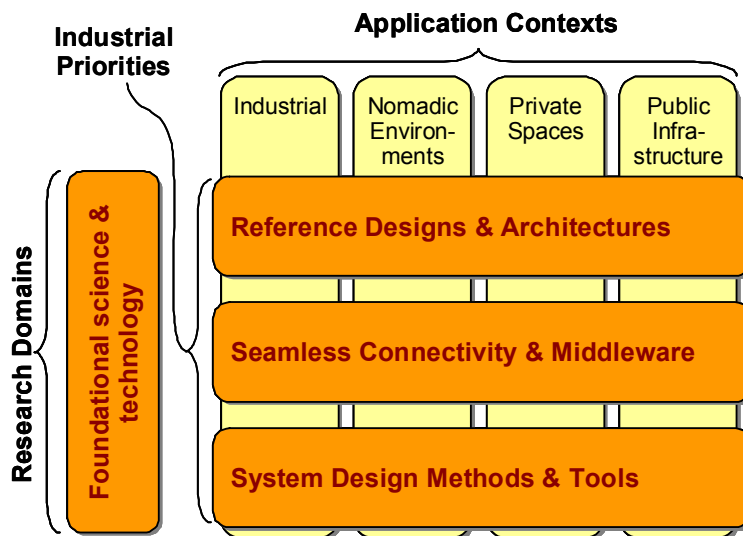 Industrial
Priorities
Application Contexts
Industrial
Nomadic
Environ-
ments
Private
Spaces
Public
Infra-
structure
Research Domains
Foundational science &
technology
Reference Designs & Architectures
Seamless Connectivity & Middleware
System Design Methods & Tools